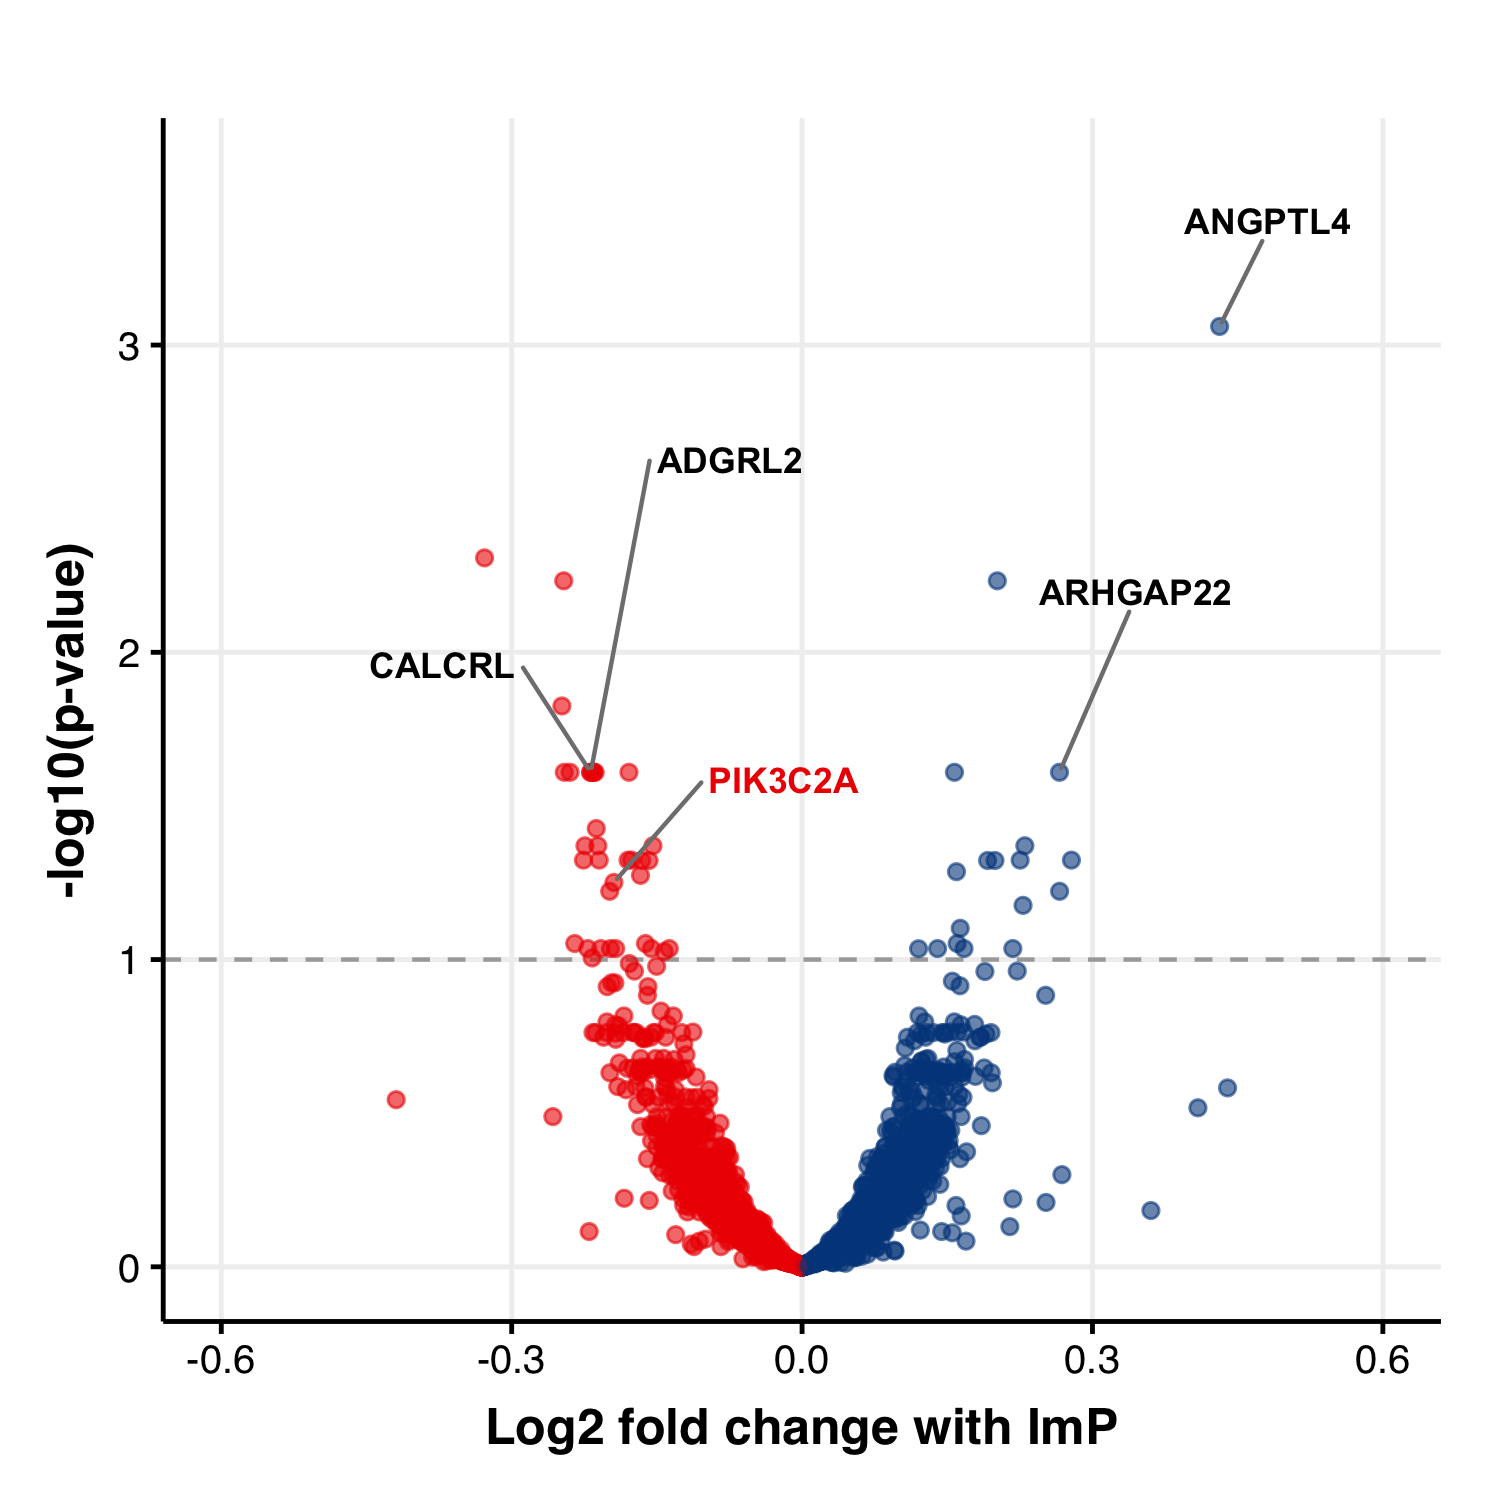 ANGPTL4
3
ADGRL2
ARHGAP22
2
CALCRL
PIK3C2A
-log10(p-value)
1
0
-0.6
-0.3
0.0
0.3
0.6
Log2 fold change with ImP